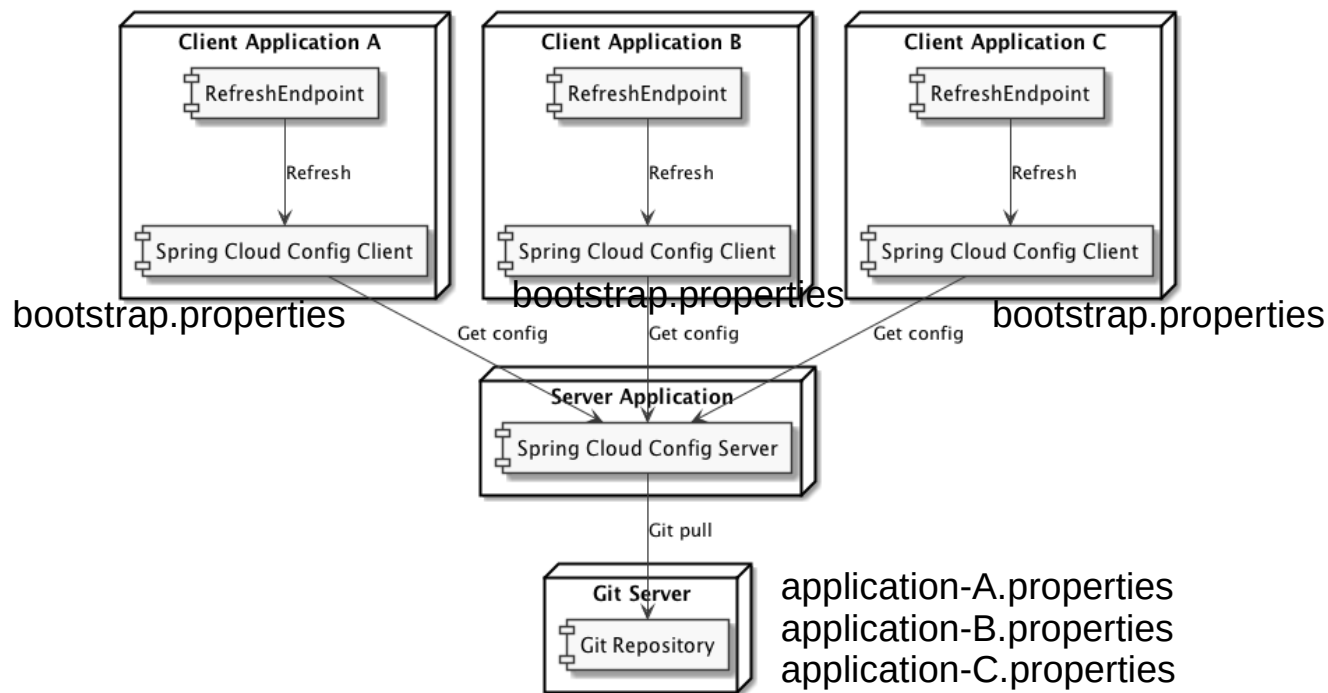 Client Application A
Client Application B
Client Application C
RefreshEndpoint
RefreshEndpoint
RefreshEndpoint
Refresh
Refresh
Refresh
Spring Cloud Config Client
Spring Cloud Config Client
Spring Cloud Config Client
bootstrap.properties
bootstrap.properties
bootstrap.properties
Get config
Get config
Get config
Server Application
Spring Cloud Config Server
Git pull
Git Server
Git Repository
application-A.properties
application-B.properties
application-C.properties